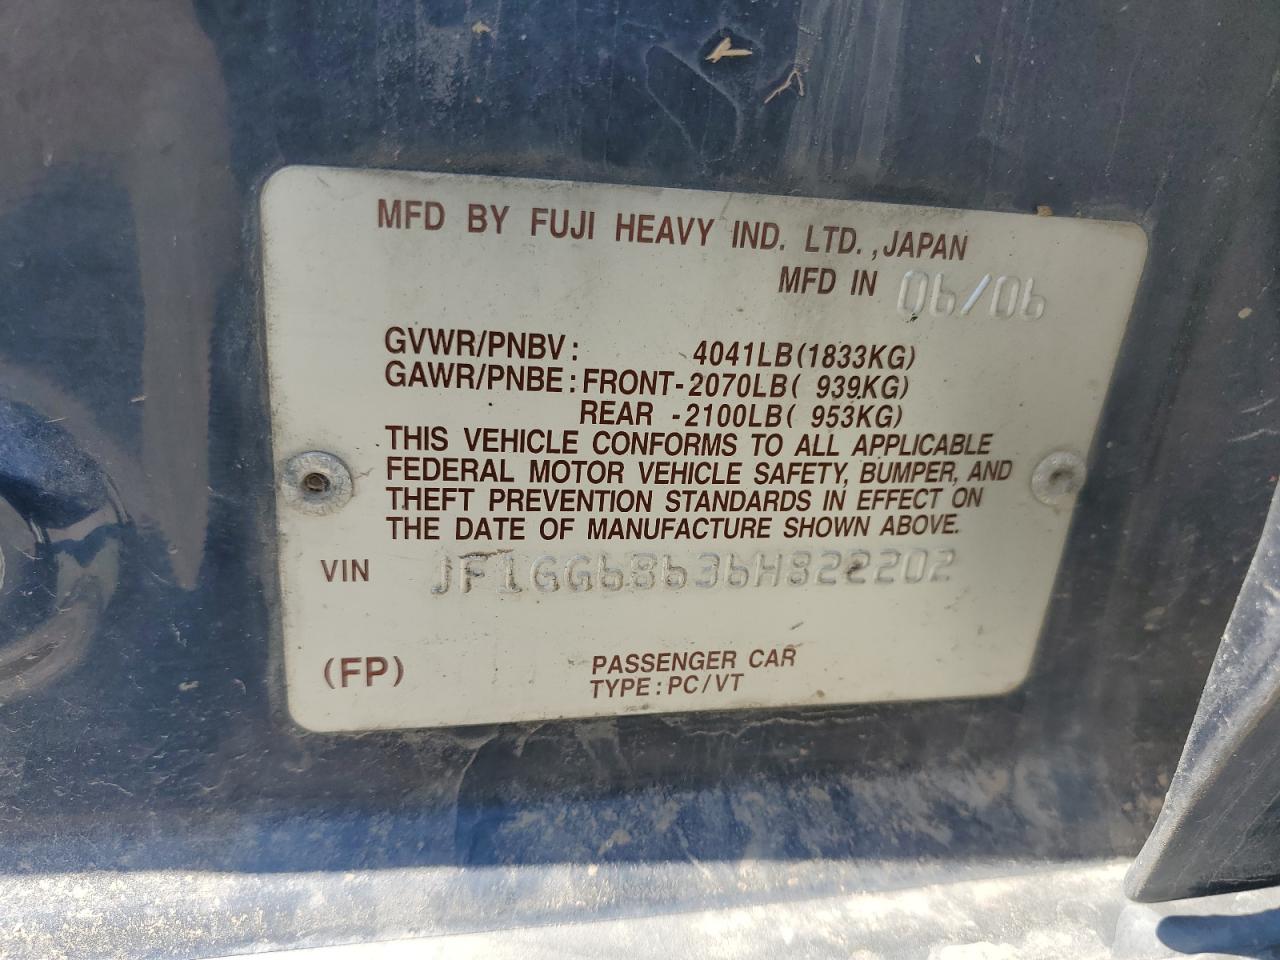 MFD BY FUJI HEAVY IND. LTD., JAPAN
MFD IN 06/06
GVWR/PNBV: 4041LB(1833KG)
GAWR/PNBE: FRONT-2070LB( 939KG)
REAR -2100LB( 953KG)
THIS VEHICLE CONFORMS TO ALL APPLICABLE
FEDERAL MOTOR VEHICLE SAFETY, BUMPER, AND
THEFT PREVENTION STANDARDS IN EFFECT ON
THE DATE OF MANUFACTURE SHOWN ABOVE.
VIN JF1GG68636H822202
(FP) PASSENGER CAR
TYPE: PC/VT